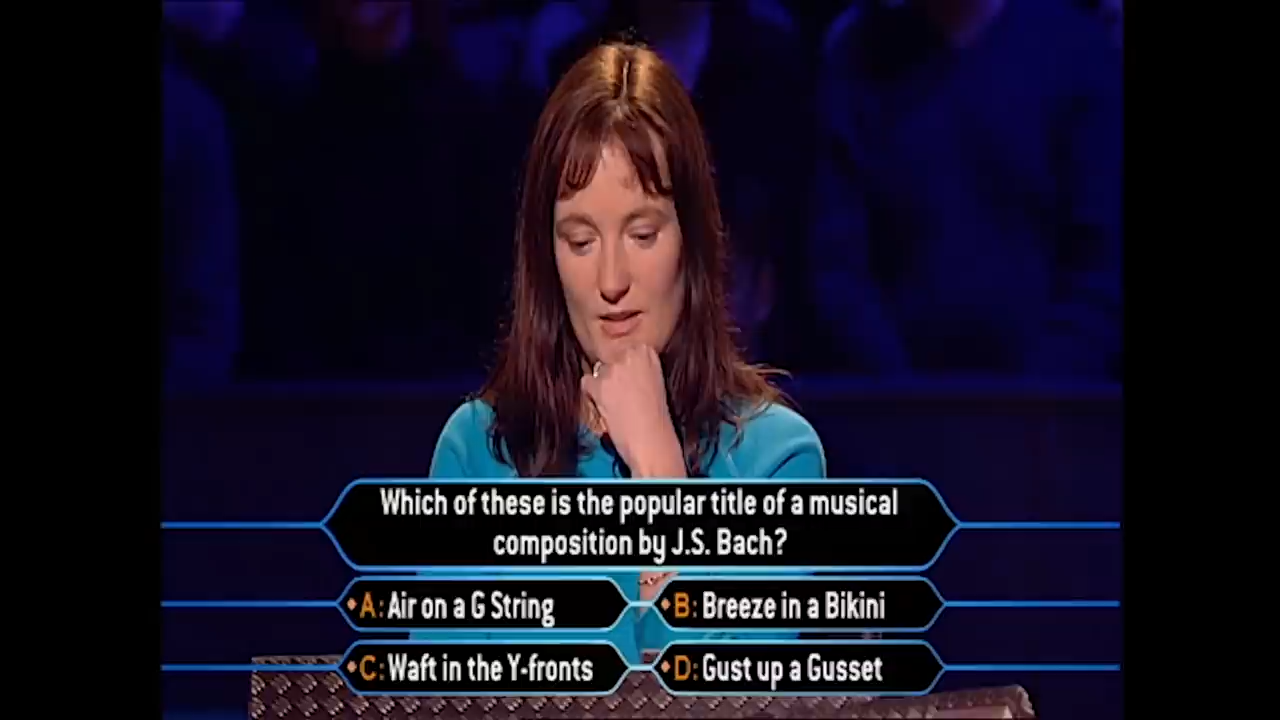 Which of these is the popular title of a musical
composition by J.S. Bach?
A: Air on a G String
B: Breeze in a Bikini
C: Waft in the Y-fronts
D: Gust up a Gusset